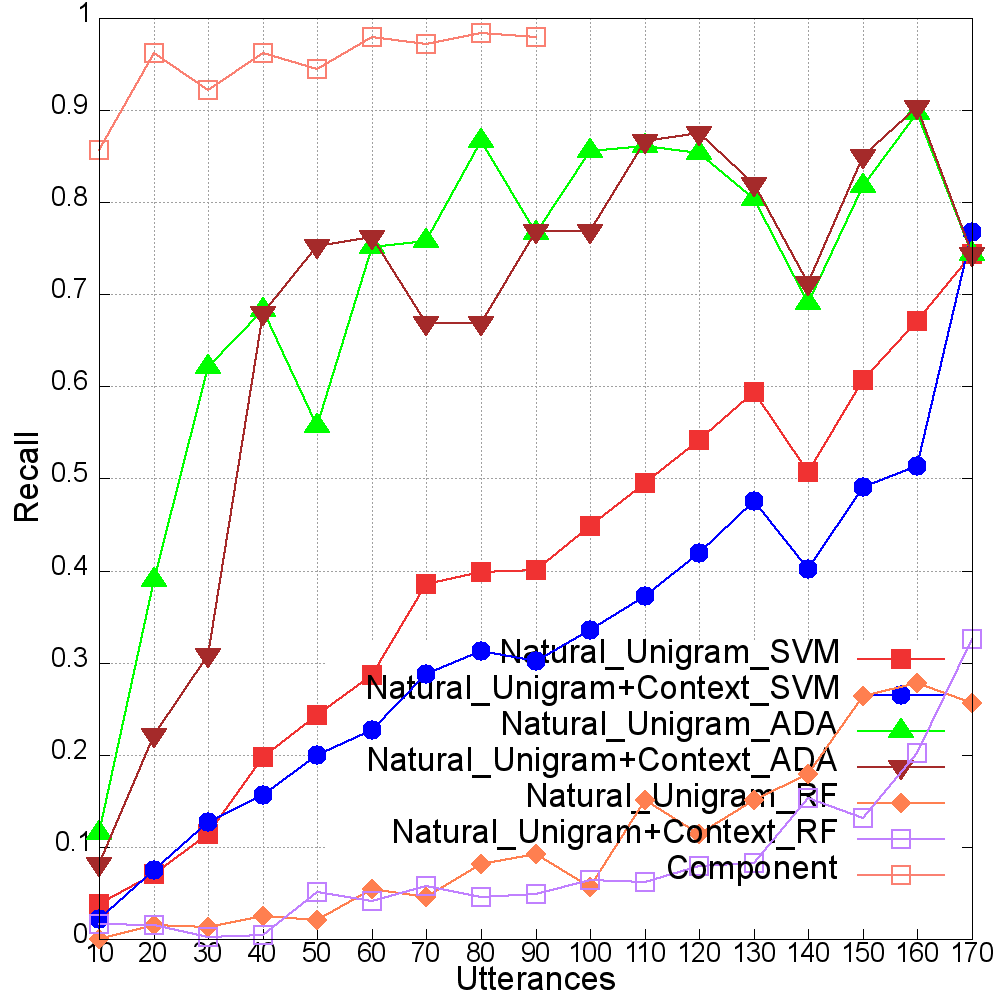 1
0.9
0.8
0.7
0.6
0.5
0.4
0.3
0.2
0.1
0
Recall
Natural_Unigram_SVM
Natural_Unigram+Context_SVM
Natural_Unigram_ADA
Natural_Unigram+Context_ADA
Natural_Unigram_RF
Natural_Unigram+Context_RF
Component
10 20 30 40 50 60 70 80 90 100 110 120 130 140 150 160 170
Utterances